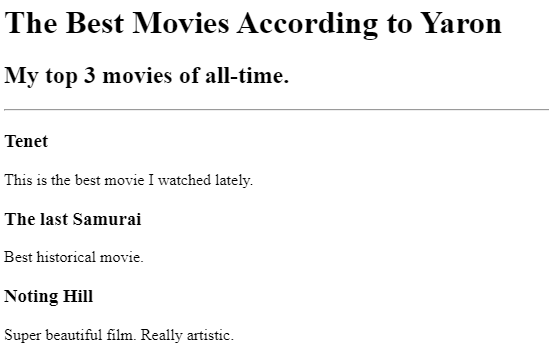 The Best Movies According to Yaron
My top 3 movies of all-time.
Tenet
This is the best movie I watched lately.
The last Samurai
Best historical movie.
Noting Hill
Super beautiful film. Really artistic.